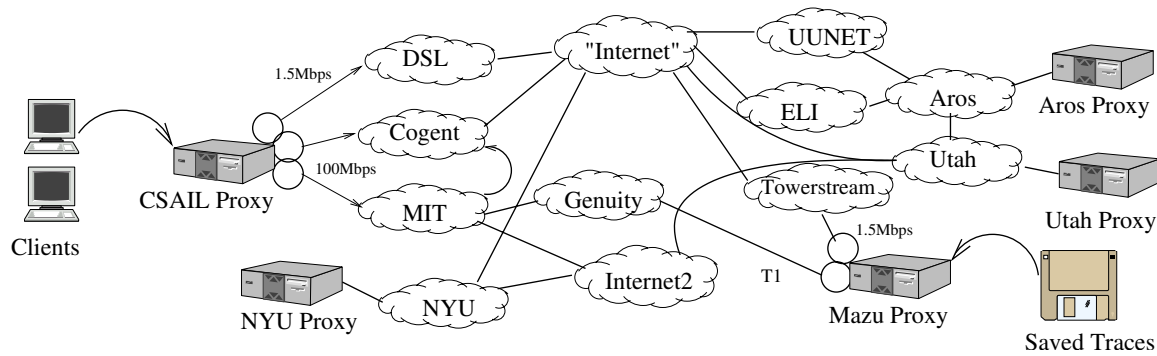 DSL
"Internet"
UUNET
1.5Mbps
Aros Proxy
ELI
Aros
Cogent
100Mbps
Utah
CSAIL Proxy
MIT
Genuity
Towerstream
Clients
Utah Proxy
1.5Mbps
Internet2
T1
NYU
NYU Proxy
Mazu Proxy
Saved Traces